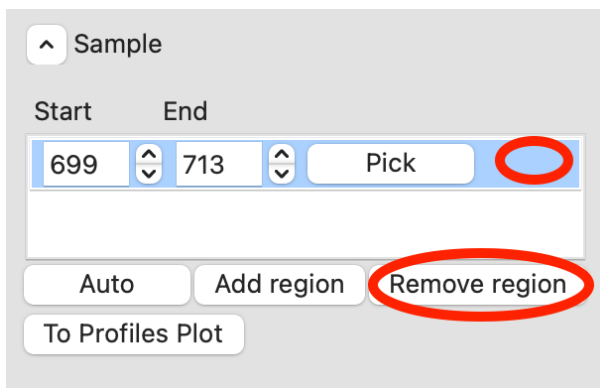 Sample
Start End
699 713 Pick
Auto Add region Remove region
To Profiles Plot